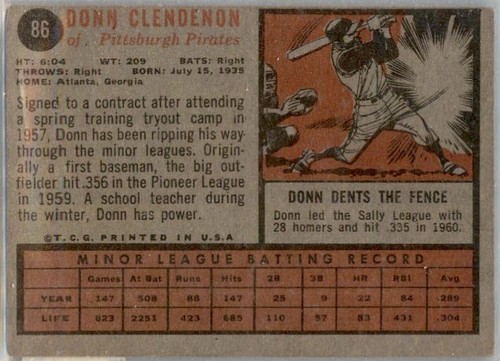 86
DONN CLENDENON
of. Pittsburgh Pirates
HT: 6:04 WT: 209 BATS: Right
THROWS: Right BORN: July 15, 1935
HOME: Atlanta, Georgia
Signed to a contract after attending
a spring training tryout camp in
1957, Donn has been ripping his way
through the minor leagues. Origin-
ally a first baseman, the big out-
fielder hit .356 in the Pioneer League
in 1959. A school teacher during
the winter, Donn has power.
©T.C.G. PRINTED IN U.S.A
DONN DENTS THE FENCE
Donn led the Sally League with
28 homers and hit .335 in 1960.
MINOR LEAGUE BATTING RECORD
Games At Bat Runs Hits 2B 3B HR RBI Avg
YEAR 147 508 86 147 25 9 22 84 .289
LIFE 623 2251 423 685 110 57 83 431 .304